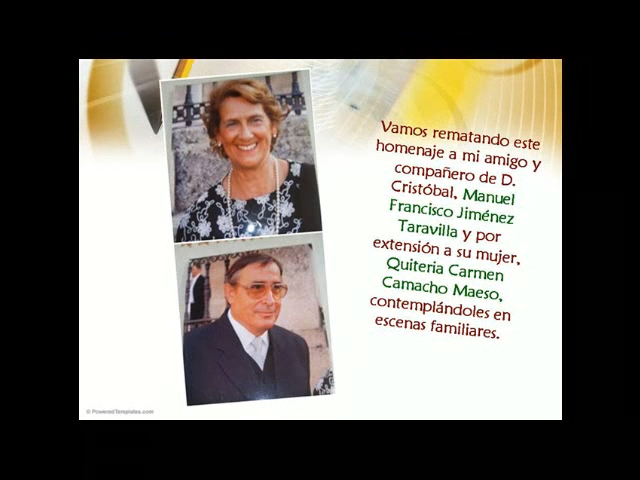 Vamos rematando este
homenaje a mi amigo y
compañero de D.
Cristóbal, Manuel
Francisco Jiménez
Taravilla y por
extensión a su mujer,
Quiteria Carmen
Camacho Maeso,
contemplándoles en
escenas familiares.
© PoweredTemplates.com